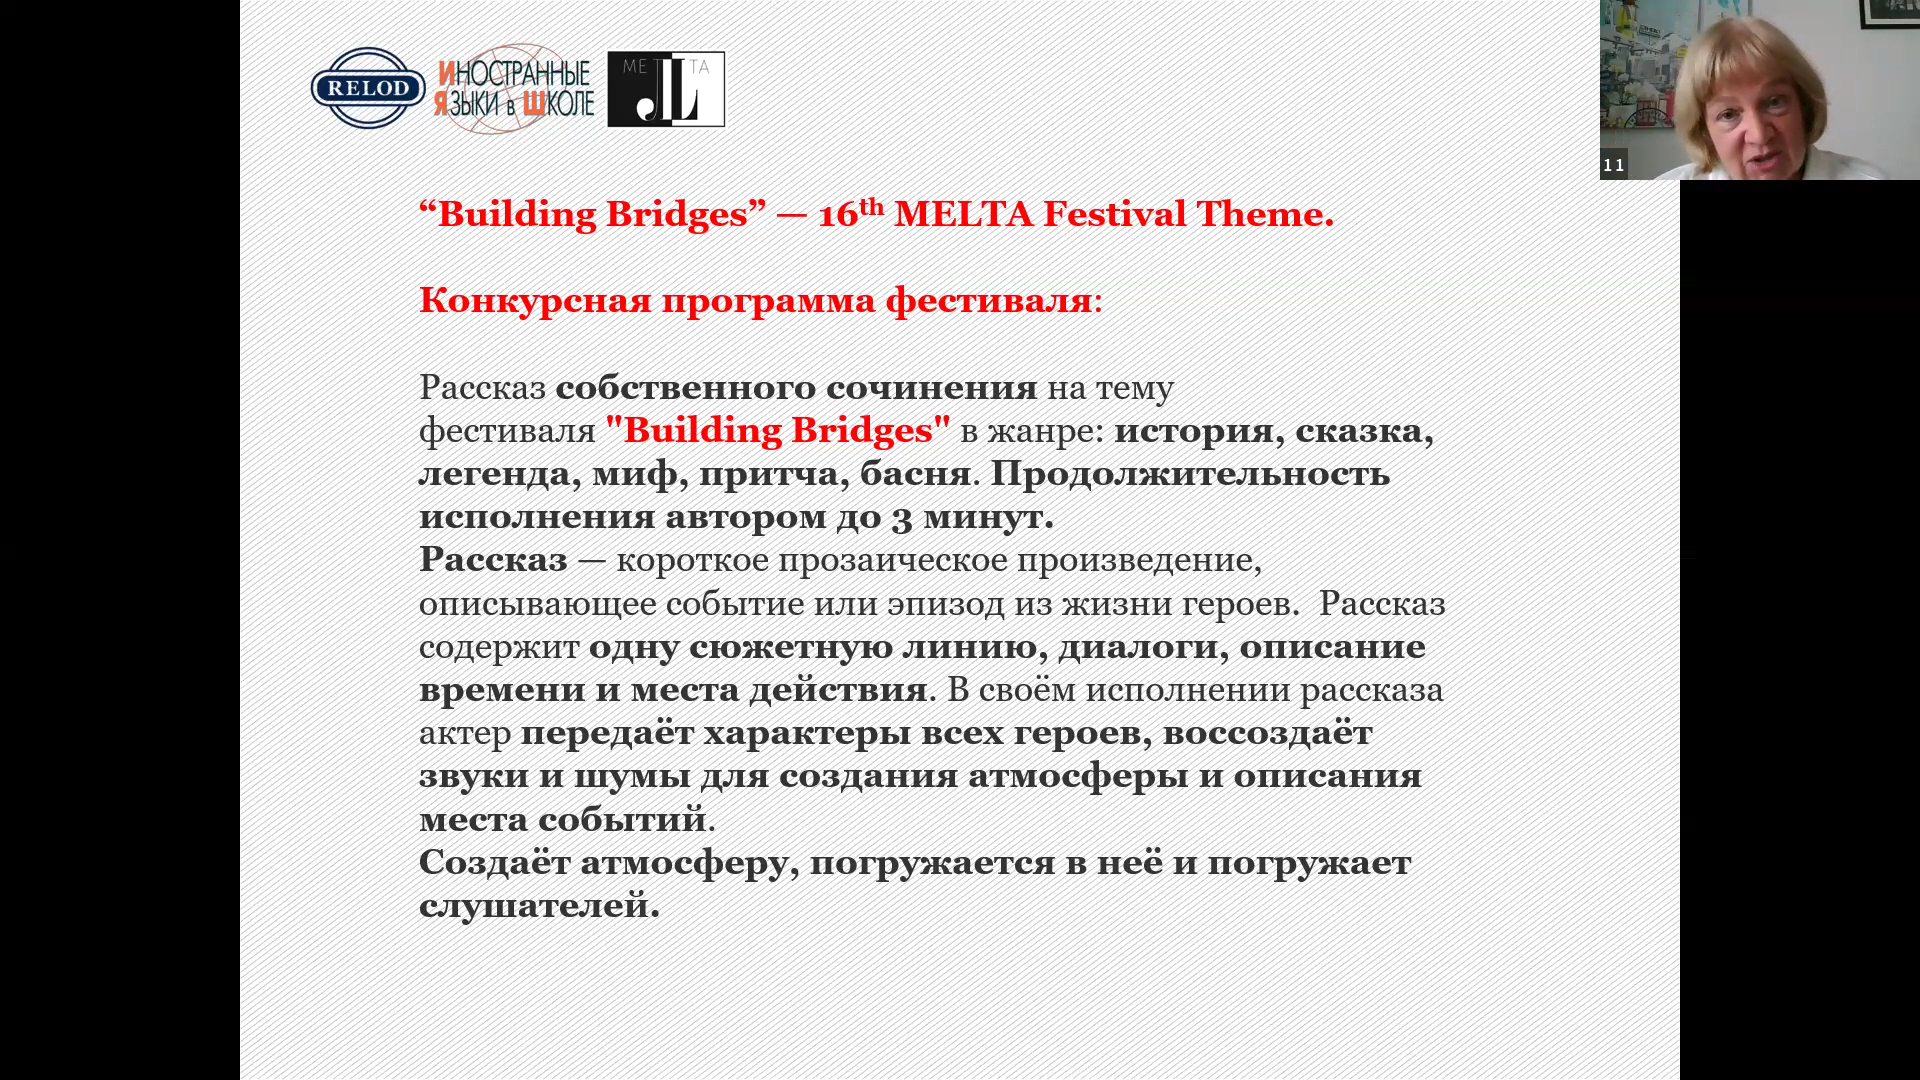 RELOD
ИНОСТРАННЫЕ
ЯЗЫКИ в ШКОЛЕ
ME TA
JL
11
“Building Bridges” — 16th MELTA Festival Theme.
Конкурсная программа фестиваля:
Рассказ собственного сочинения на тему
фестиваля "Building Bridges" в жанре: история, сказка,
легенда, миф, притча, басня. Продолжительность
исполнения автором до 3 минут.
Рассказ — короткое прозаическое произведение,
описывающее событие или эпизод из жизни героев.  Рассказ
содержит одну сюжетную линию, диалоги, описание
времени и места действия. В своём исполнении рассказа
актер передаёт характеры всех героев, воссоздаёт
звуки и шумы для создания атмосферы и описания
места событий.
Создаёт атмосферу, погружается в неё и погружает
слушателей.